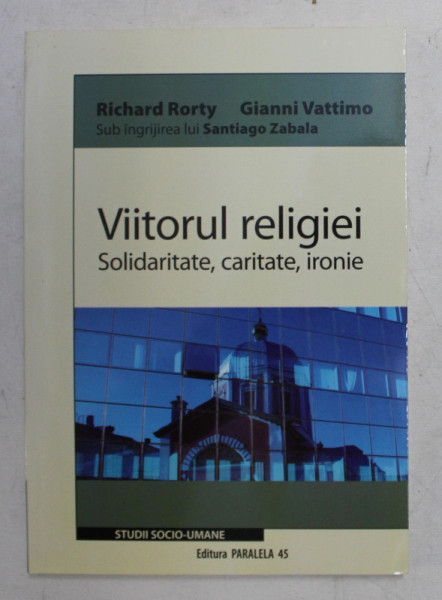 Richard Rorty Gianni Vattimo
Sub îngrijirea lui Santiago Zabala
Viitorul religiei
Solidaritate, caritate, ironie
STUDII SOCIO-UMANE
Editura PARALELA 45